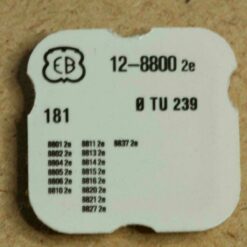 EB 12-8800 2e
Ø TU 239
181
8801 2e 8811 2e 8837 2e
8802 2e 8813 2e
8804 2e 8814 2e
8805 2e 8815 2e
8806 2e 8816 2e
8810 2e 8820 2e
8821 2e
8827 2e